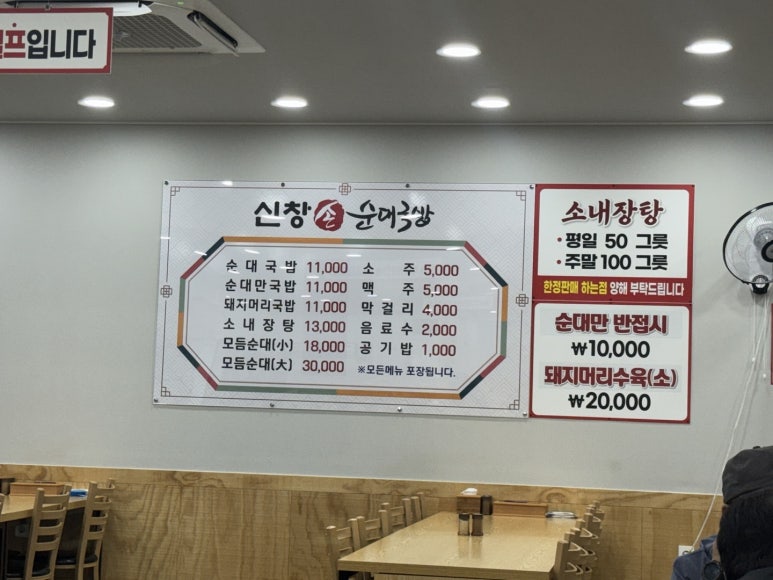 프입니다
신창 손 순대국밥
순대국밥 11,000 소 주 5,000
순대만국밥 11,000 맥 주 5,000
돼지머리국밥 11,000 막걸리 4,000
소내장탕 13,000 음료수 2,000
모듬순대(小) 18,000 공기밥 1,000
모듬순대(大) 30,000 ※모든메뉴 포장됩니다.
소내장탕
• 평일 50 그릇
• 주말 100 그릇
한정판매 하는점 양해 부탁드립니다
순대만 반접시
₩10,000
돼지머리수육(소)
₩20,000